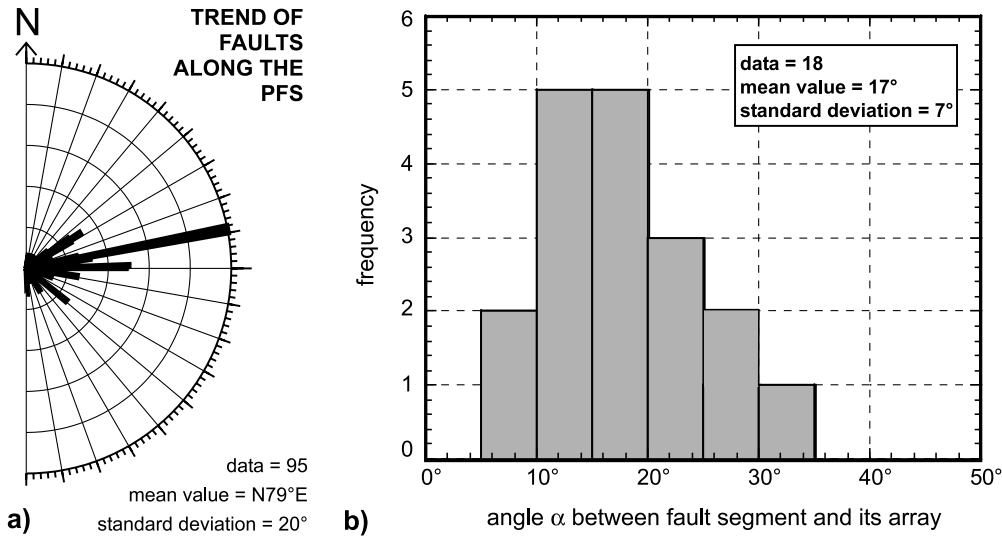 N
TREND OF
FAULTS
ALONG THE
PFS
data = 95
mean value = N79°E
standard deviation = 20°
a)
6
5
4
3
2
1
0
frequency
data = 18
mean value = 17°
standard deviation = 7°
0° 10° 20° 30° 40° 50°
angle α between fault segment and its array
b)